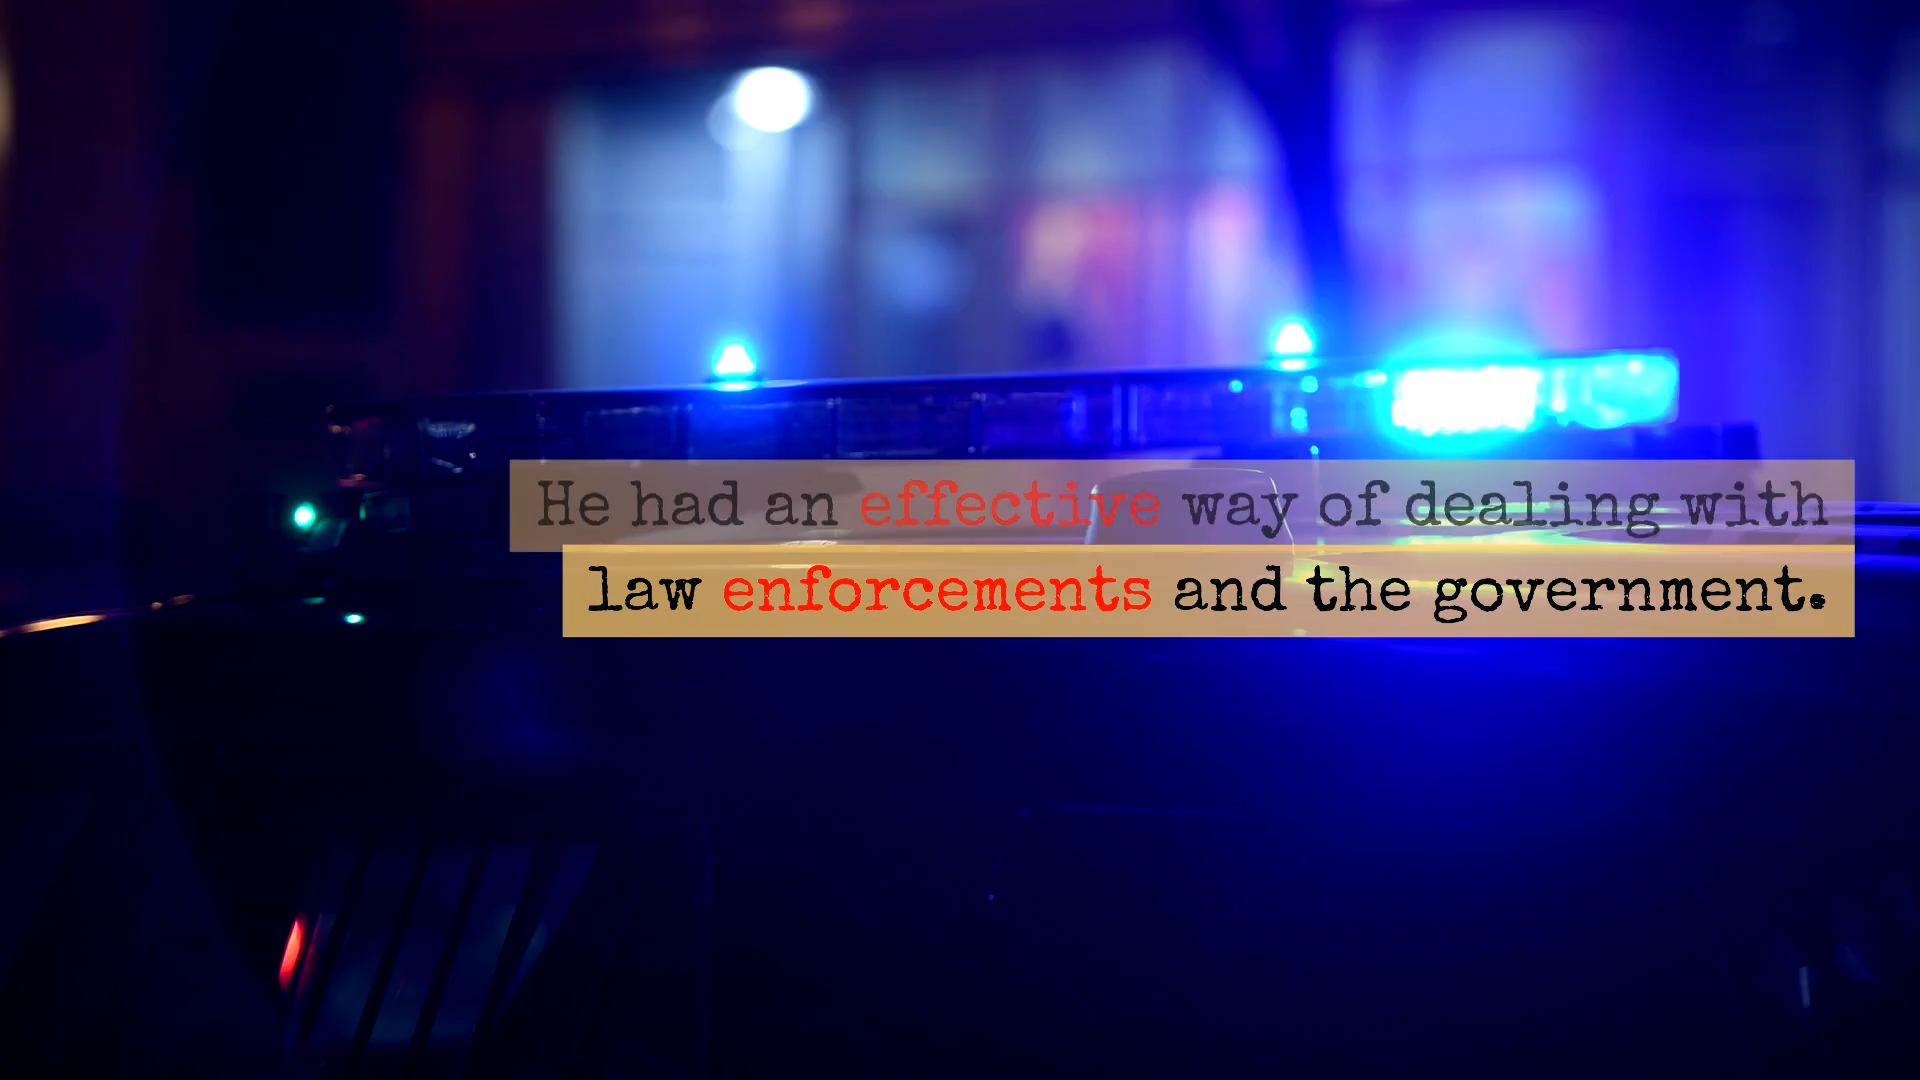 He had an effective way of dealing with
law enforcements and the government.